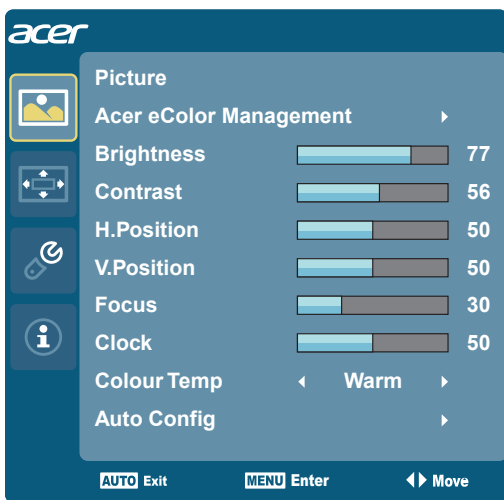 acer
Picture
Acer eColor Management
Brightness 77
Contrast 56
H.Position 50
V.Position 50
Focus 30
Clock 50
Colour Temp Warm
Auto Config
AUTO Exit MENU Enter Move